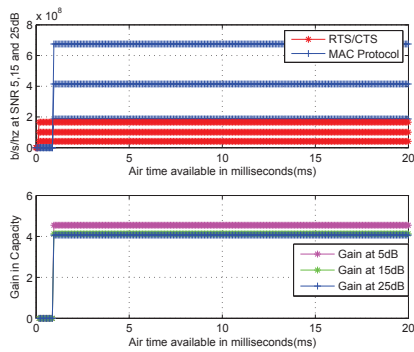 x 10^8
8
6
4
2
0
0 5 10 15 20
b/s/hz at SNR 5,15 and 25dB
RTS/CTS
MAC Protocol
Air time available in milliseconds(ms)
6
4
2
0
0 5 10 15 20
Gain in Capacity
Gain at 5dB
Gain at 15dB
Gain at 25dB
Air time available in milliseconds(ms)